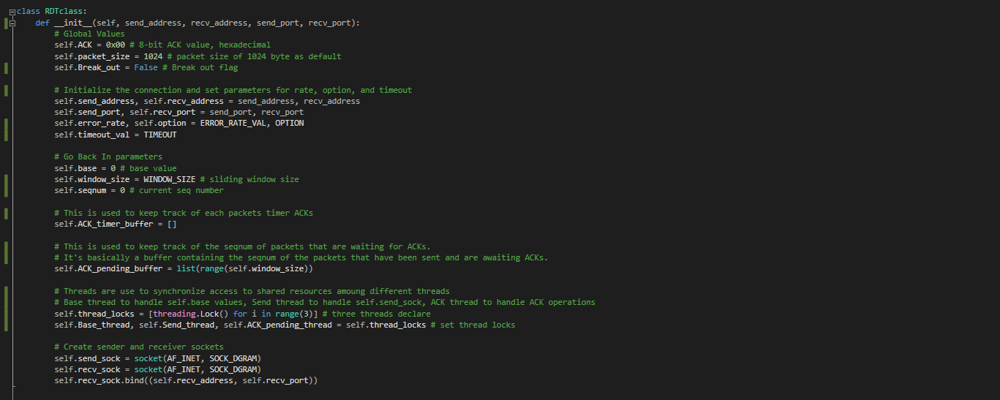 class RDTclass:
    def __init__(self, send_address, recv_address, send_port, recv_port):
        # Global Values
        self.ACK = 0x00 # 8-bit ACK value, hexadecimal
        self.packet_size = 1024 # packet size of 1024 byte as default
        self.Break_out = False # Break out flag

        # Initialize the connection and set parameters for rate, option, and timeout
        self.send_address, self.recv_address = send_address, recv_address
        self.send_port, self.recv_port = send_port, recv_port
        self.error_rate, self.option = ERROR_RATE_VAL, OPTION
        self.timeout_val = TIMEOUT

        # Go Back In parameters
        self.base = 0 # base value
        self.window_size = WINDOW_SIZE # sliding window size
        self.seqnum = 0 # current seq number

        # This is used to keep track of each packets timer ACKs
        self.ACK_timer_buffer = []

        # This is used to keep track of the seqnum of packets that are waiting for ACKs.
        # It's basically a buffer containing the seqnum of the packets that have been sent and are awaiting ACKs.
        self.ACK_pending_buffer = list(range(self.window_size))

        # Threads are use to synchronize access to shared resources amoung different threads
        # Base thread to handle self.base values, Send thread to handle self.send_sock, ACK thread to handle ACK operations
        self.thread_locks = [threading.Lock() for i in range(3)] # three threads declare
        self.Base_thread, self.Send_thread, self.ACK_pending_thread = self.thread_locks # set thread locks

        # Create sender and receiver sockets
        self.send_sock = socket(AF_INET, SOCK_DGRAM)
        self.recv_sock = socket(AF_INET, SOCK_DGRAM)
        self.recv_sock.bind((self.recv_address, self.recv_port))